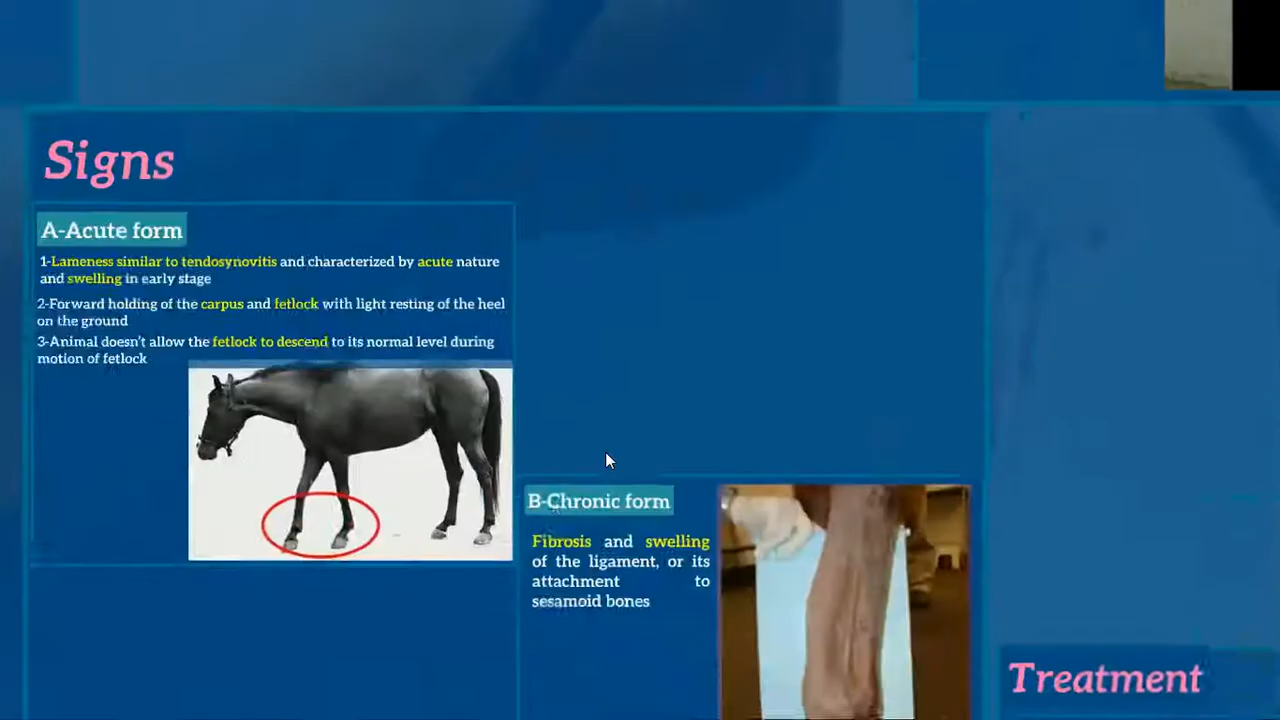 Signs
A-Acute form
1-Lameness similar to tendosynovitis and characterized by acute nature
and swelling in early stage
2-Forward holding of the carpus and fetlock with light resting of the heel
on the ground
3-Animal doesn't allow the fetlock to descend to its normal level during
motion of fetlock
B-Chronic form
Fibrosis and swelling
of the ligament, or its
attachment to
sesamoid bones
Treatment